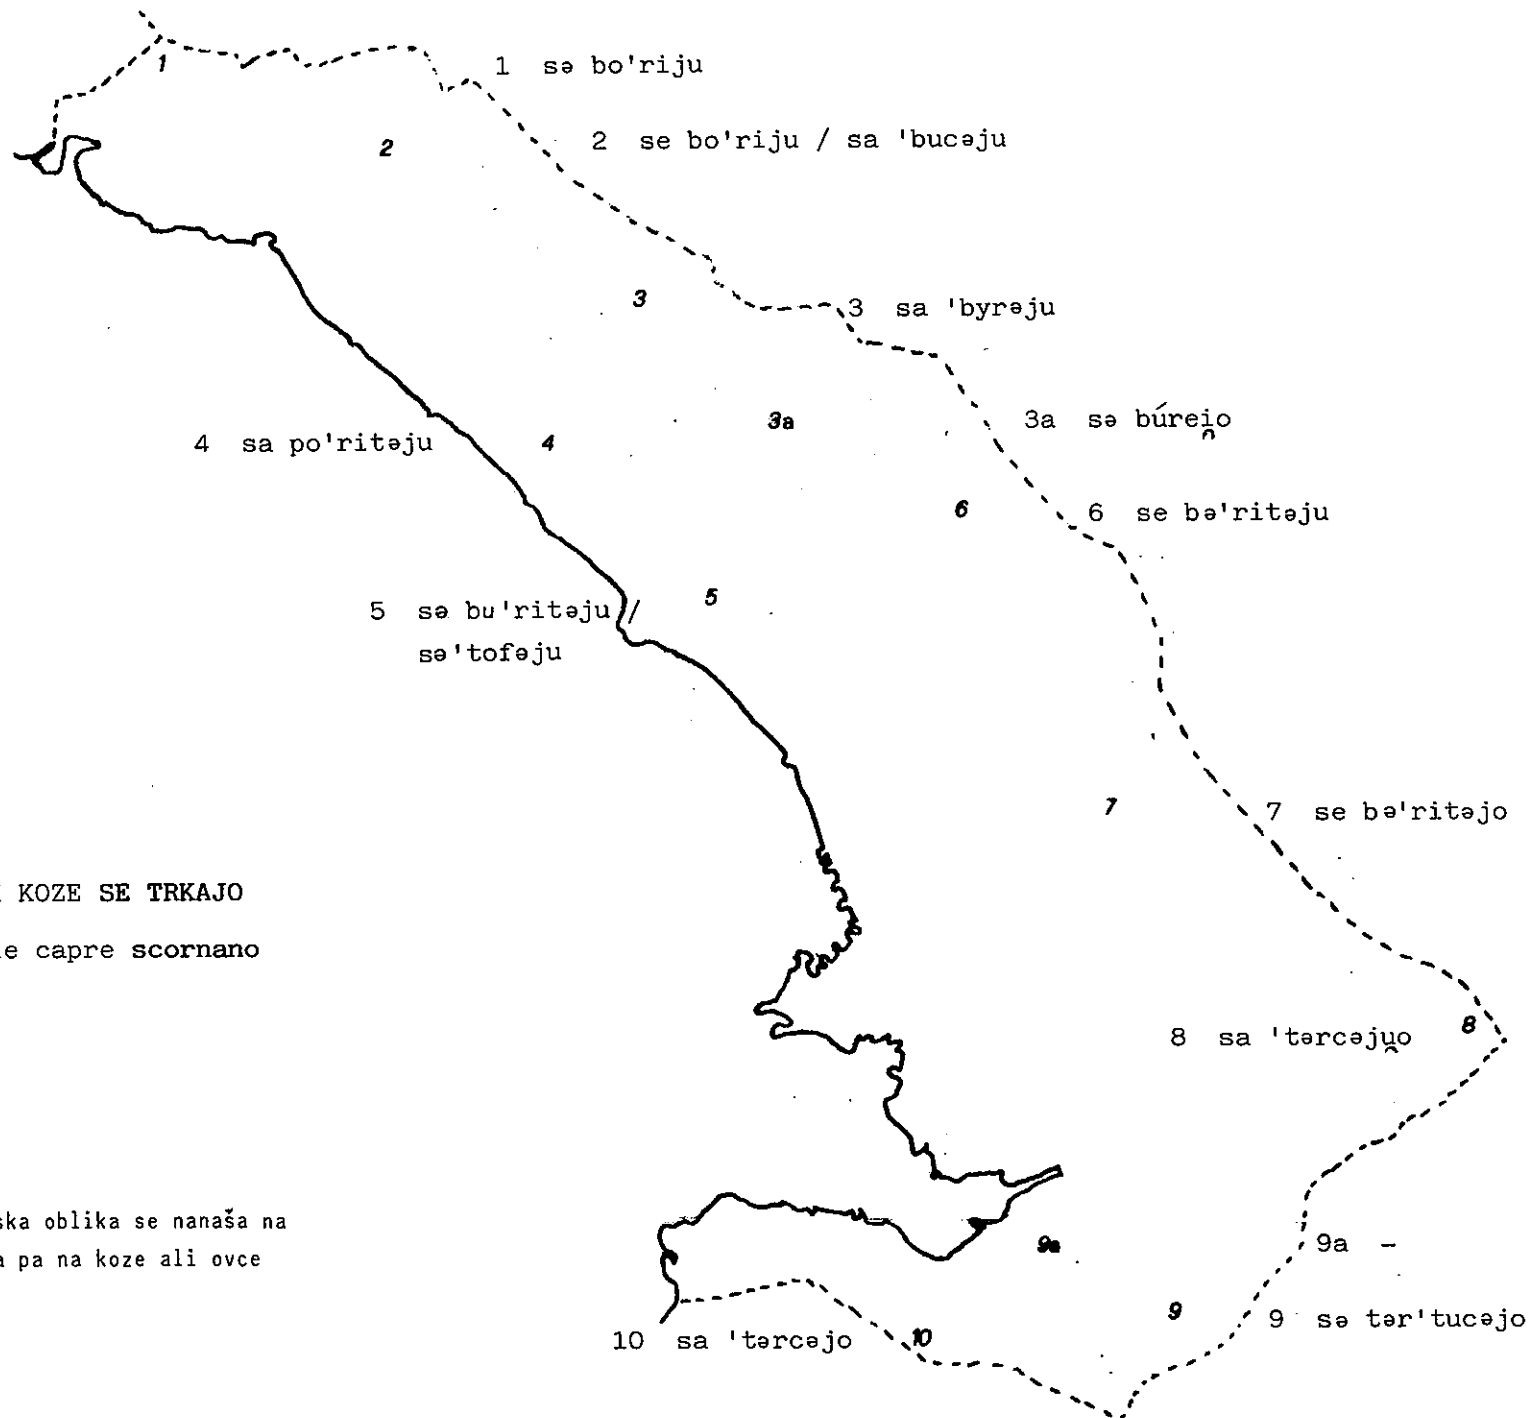 1 sə bo'riju
1
2 se bo'riju / sa 'bucəju
2
3
3 sa 'byrəju
3a
3a sə búrei̯o
4 sa po'ritəju
4
6
6 se bə'ritəju
5 sə bu'ritəju /
sə'tofəju
5
7
7 se bə'ritəjo
KOZE SE TRKAJO
le capre scornano
8 sa 'tərcəju̯o
8
ska oblika se nanaša na
9a
9a -
a pa na koze ali ovce
9
9 sə tər'tucəjo
10 sa 'tərcəjo
10